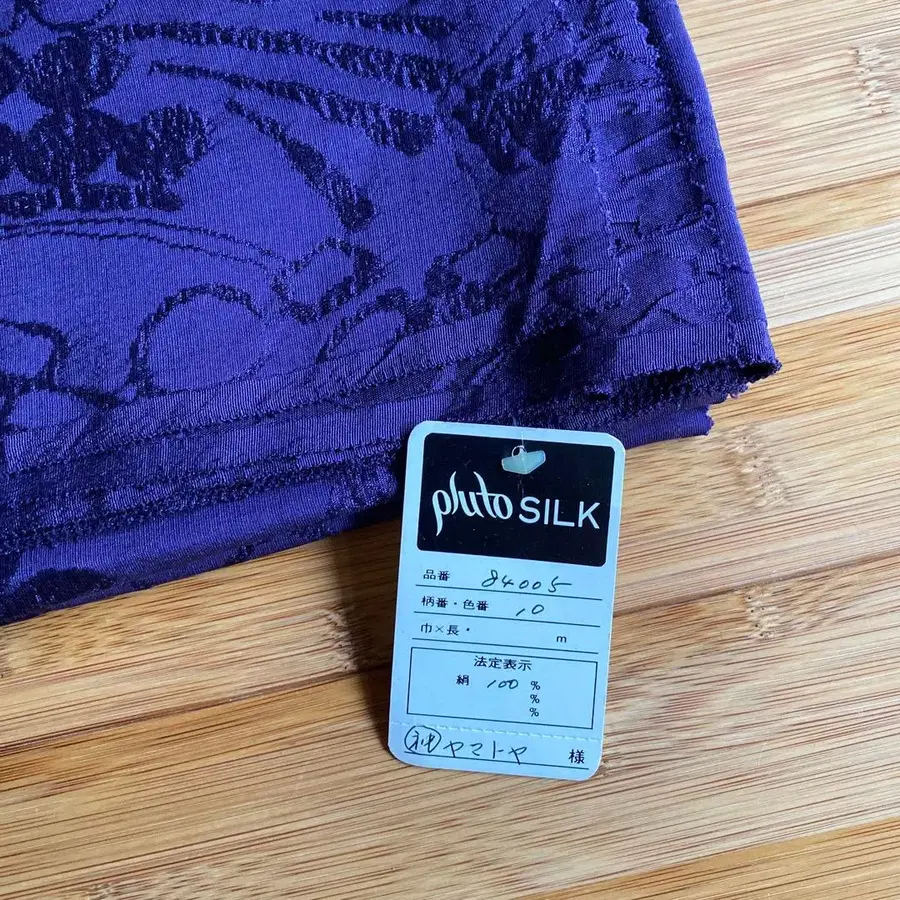 pluto SILK
品番 84005
柄番・色番 10
巾×長・ m
法定表示
絹 100 %
%
%
ヤマトヤ 様